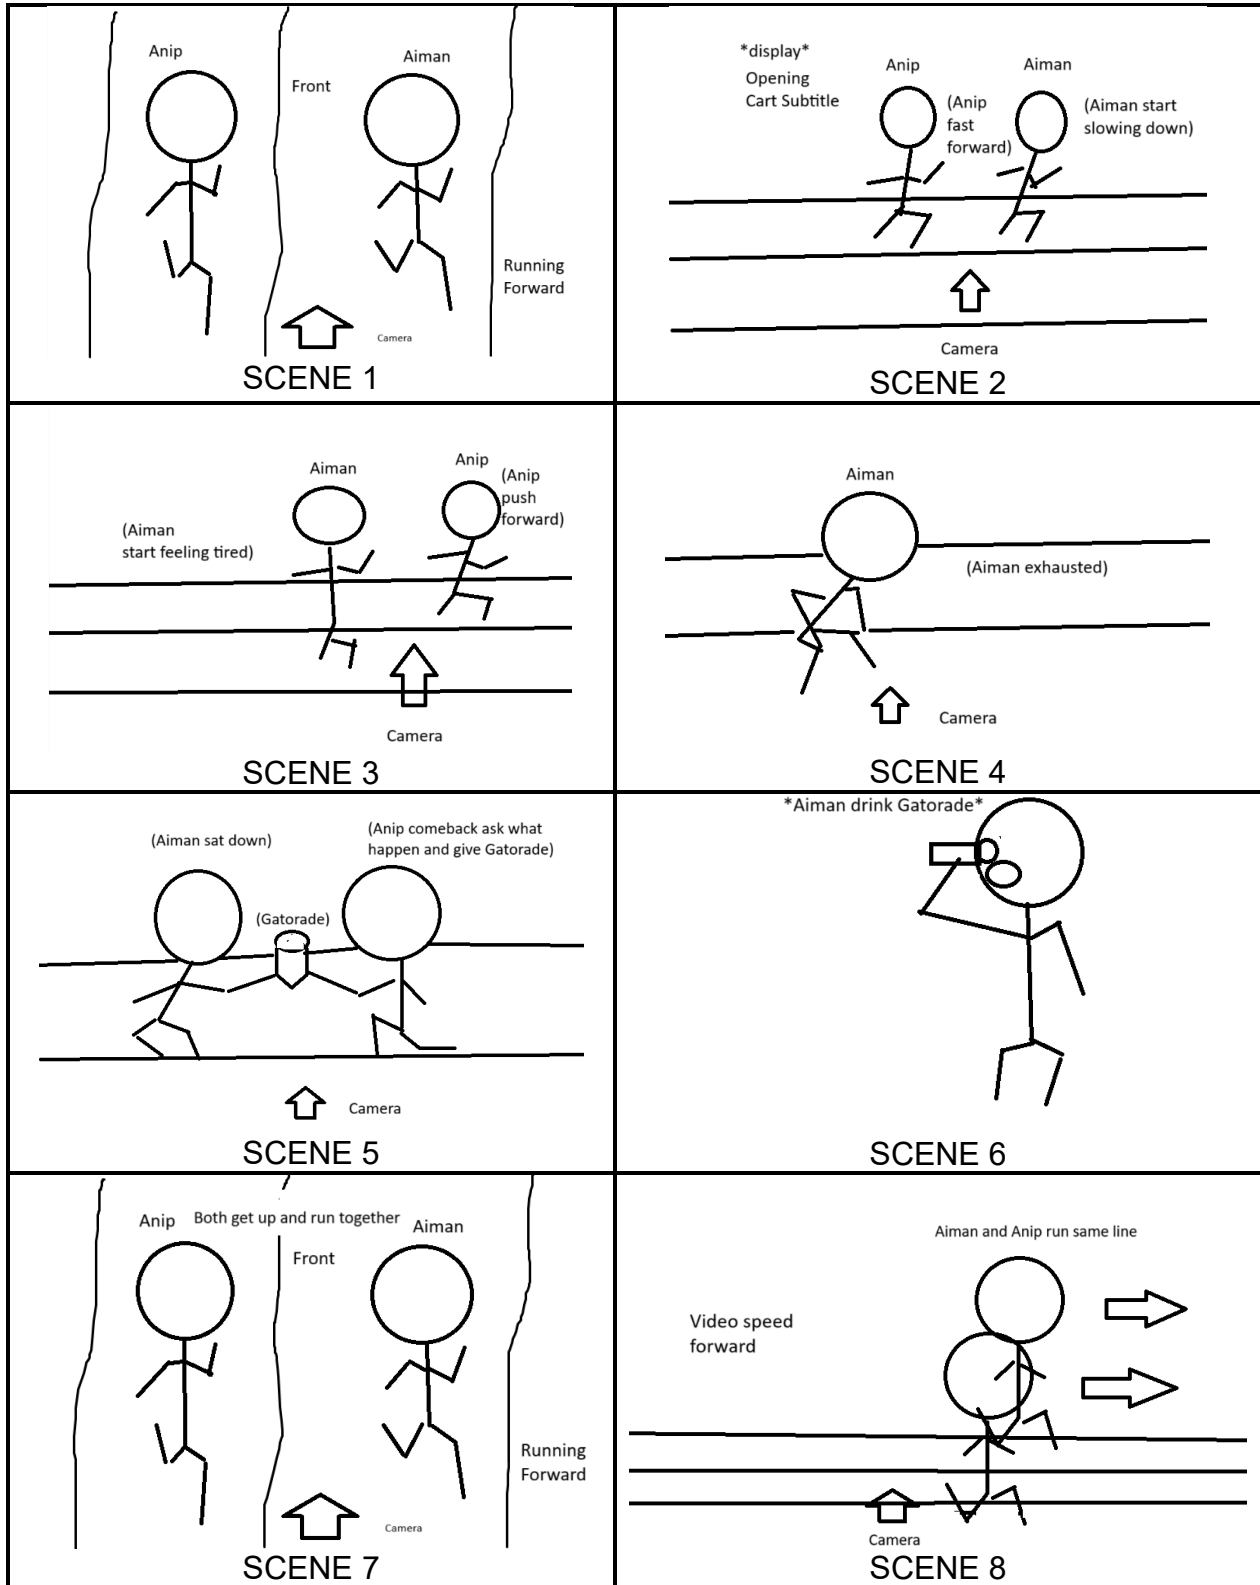 Anip
Aiman
Front
Running
Forward
Camera
SCENE 1
*display*
Opening
Cart Subtitle
Anip
Aiman
(Anip
fast
forward)
(Aiman start
slowing down)
Camera
SCENE 2
Aiman
Anip
(Anip
push
forward)
(Aiman
start feeling tired)
Camera
SCENE 3
Aiman
(Aiman exhausted)
Camera
SCENE 4
(Aiman sat down)
(Anip comeback ask what
happen and give Gatorade)
(Gatorade)
Camera
SCENE 5
*Aiman drink Gatorade*
SCENE 6
Anip
Both get up and run together
Aiman
Front
Running
Forward
Camera
SCENE 7
Aiman and Anip run same line
Video speed
forward
Camera
SCENE 8